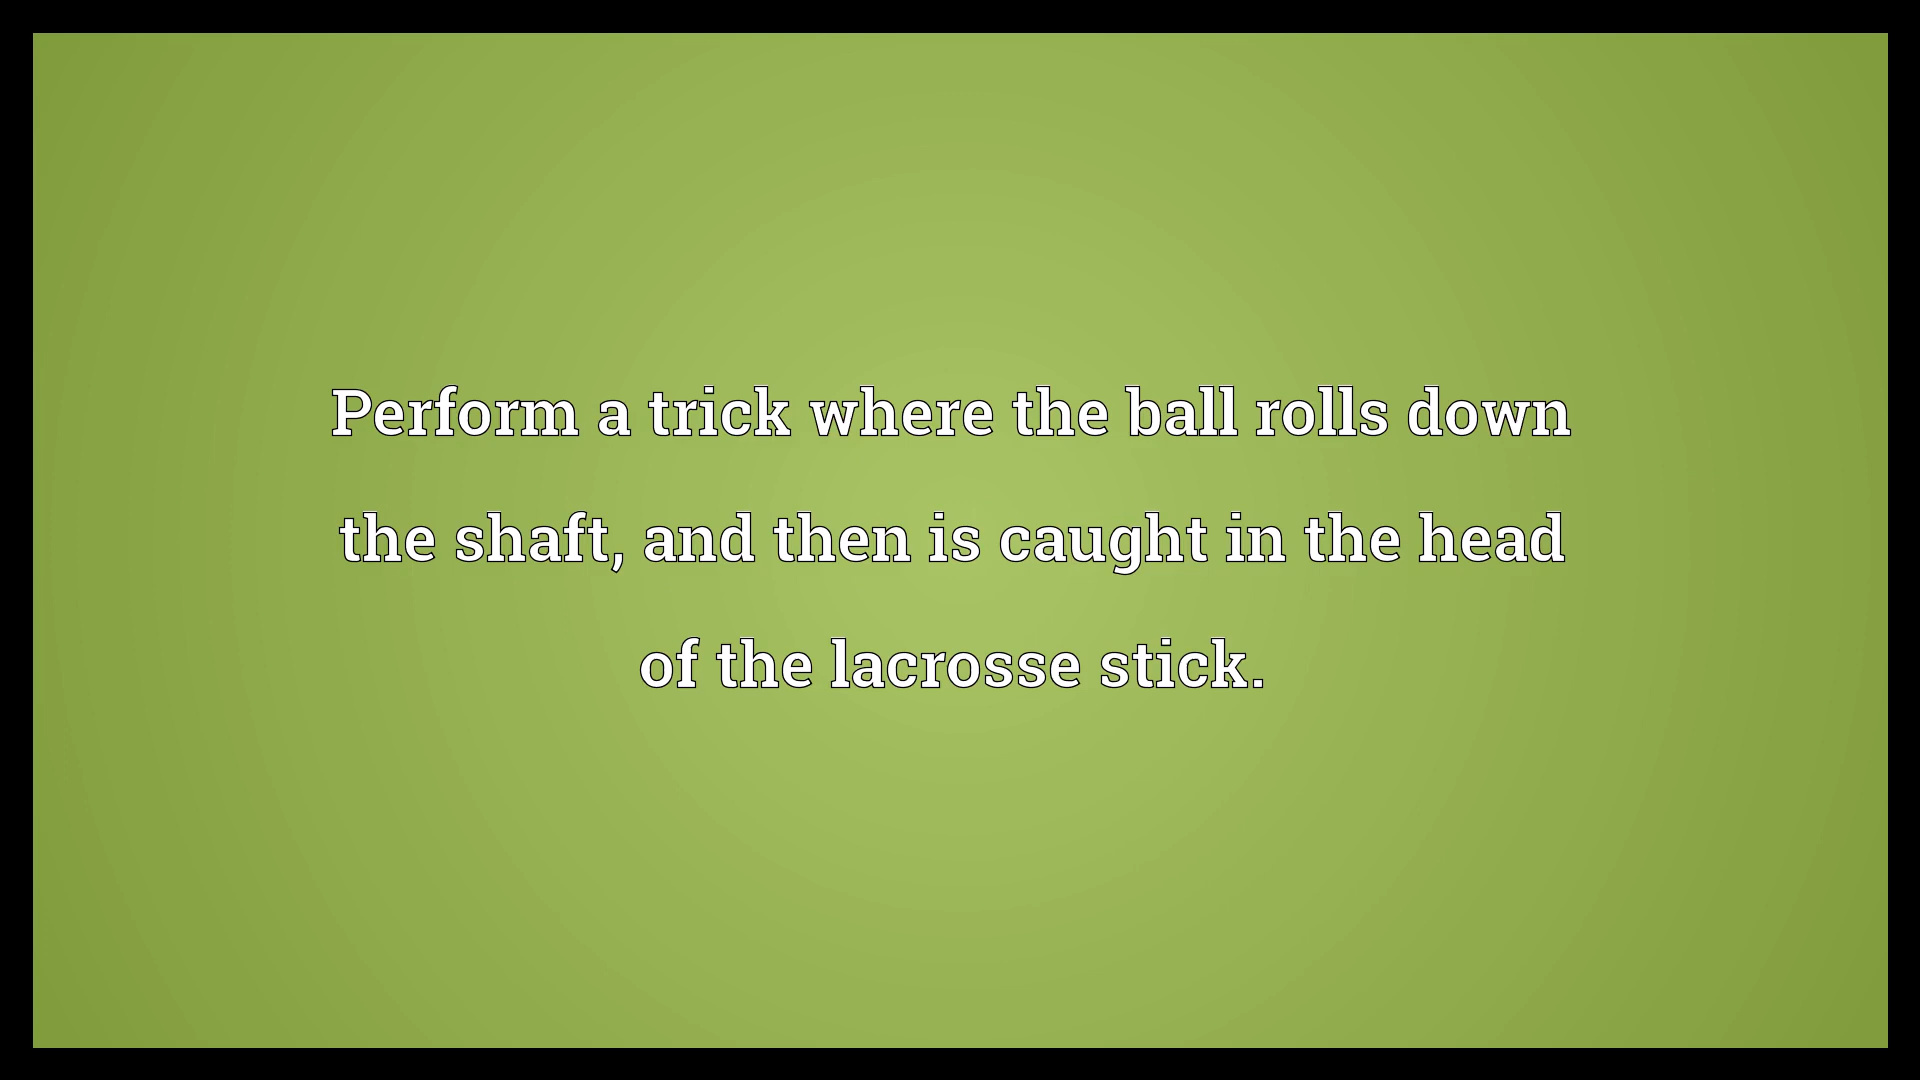 Perform a trick where the ball rolls down
the shaft, and then is caught in the head
of the lacrosse stick.